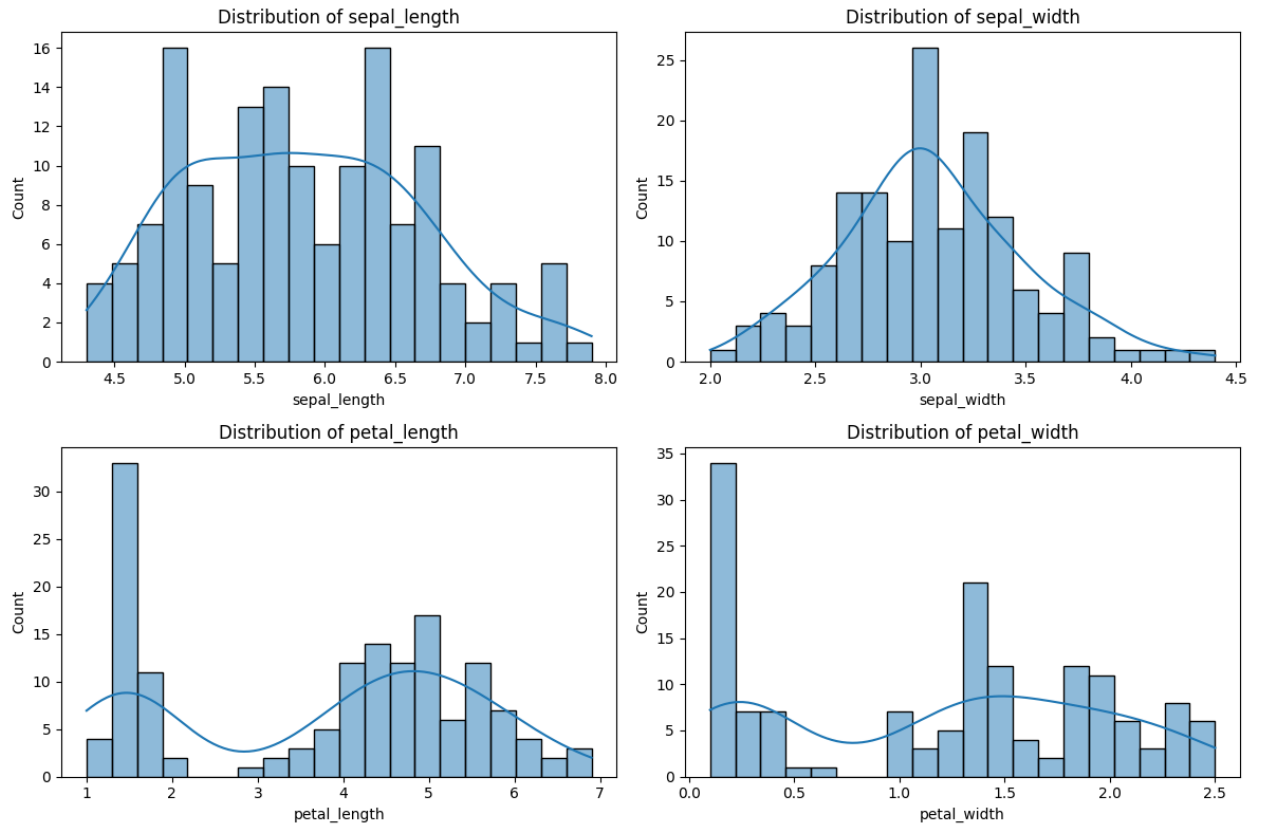 Distribution of sepal_length
16
14
12
10
8
6
4
2
0
Count
4.5 5.0 5.5 6.0 6.5 7.0 7.5 8.0
sepal_length
Distribution of sepal_width
25
20
15
10
5
0
Count
2.0 2.5 3.0 3.5 4.0 4.5
sepal_width
Distribution of petal_length
30
25
20
15
10
5
0
Count
1 2 3 4 5 6 7
petal_length
Distribution of petal_width
35
30
25
20
15
10
5
0
Count
0.0 0.5 1.0 1.5 2.0 2.5
petal_width